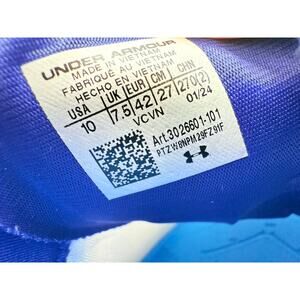 UNDER ARMOUR
MADE IN VIETNAM
FABRIQUÉ AU VIETNAM
HECHO EN VIETNAM
USA UK EUR CM CHN
10 7.5 42 27 270(2)
VCVN 01/24
Art.3026601-101
PTZW8NPM29FZ91F